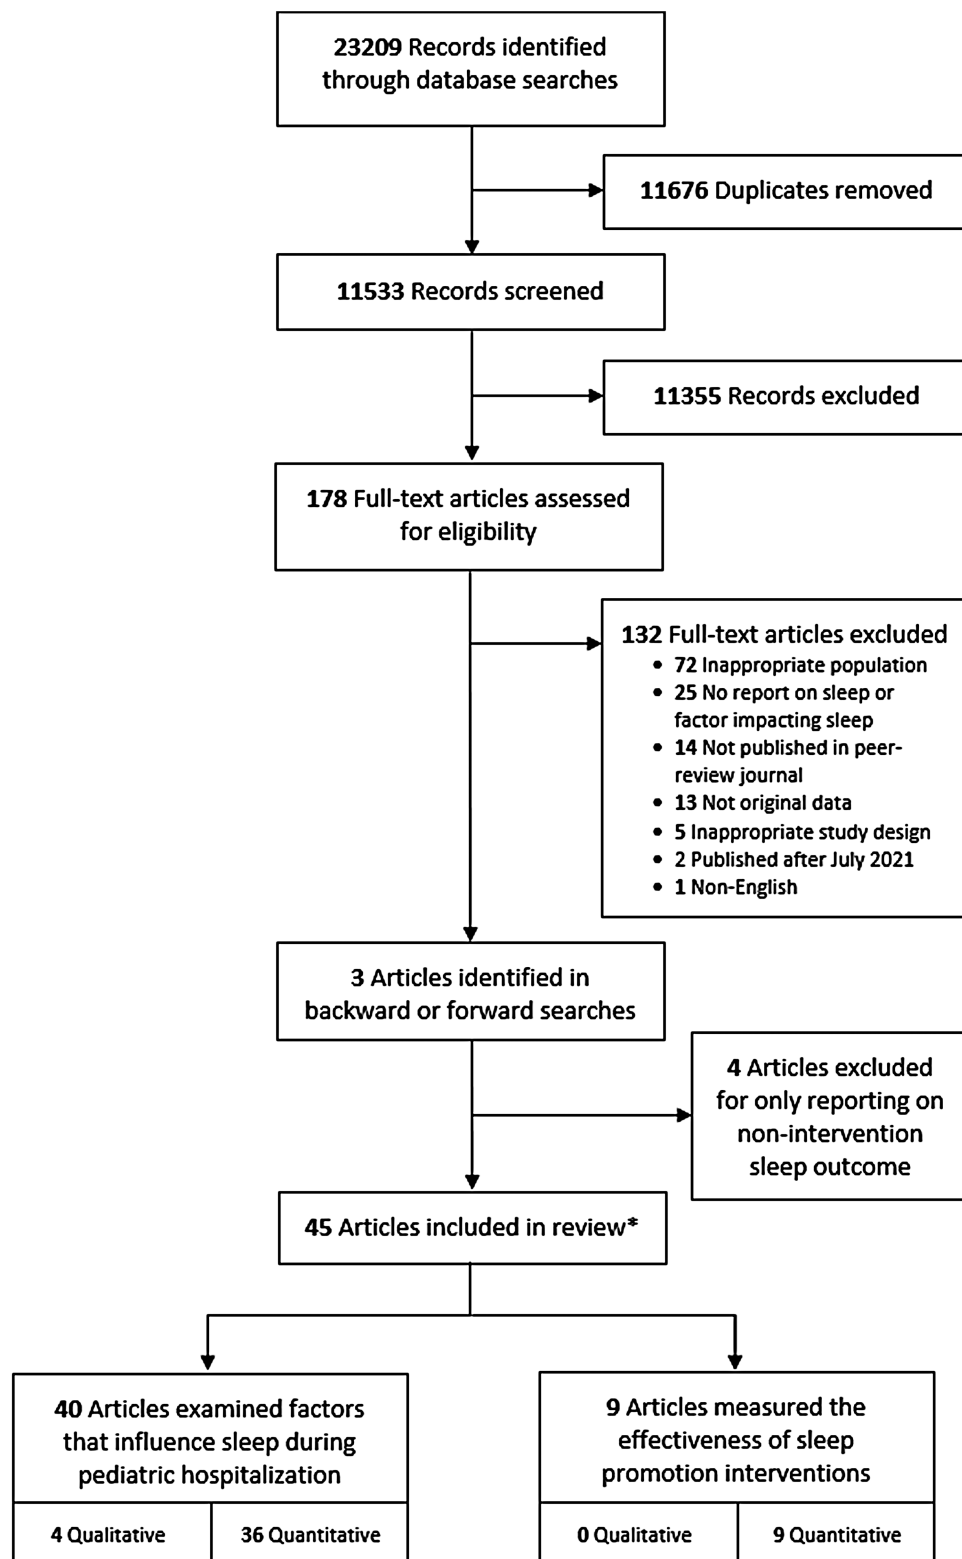 23209 Records identified
through database searches
11676 Duplicates removed
11533 Records screened
11355 Records excluded
178 Full-text articles assessed
for eligibility
132 Full-text articles excluded
• 72 Inappropriate population
• 25 No report on sleep or
factor impacting sleep
• 14 Not published in peer-
review journal
• 13 Not original data
• 5 Inappropriate study design
• 2 Published after July 2021
• 1 Non-English
3 Articles identified in
backward or forward searches
4 Articles excluded
for only reporting on
non-intervention
sleep outcome
45 Articles included in review*
40 Articles examined factors
that influence sleep during
pediatric hospitalization
4 Qualitative
36 Quantitative
9 Articles measured the
effectiveness of sleep
promotion interventions
0 Qualitative
9 Quantitative